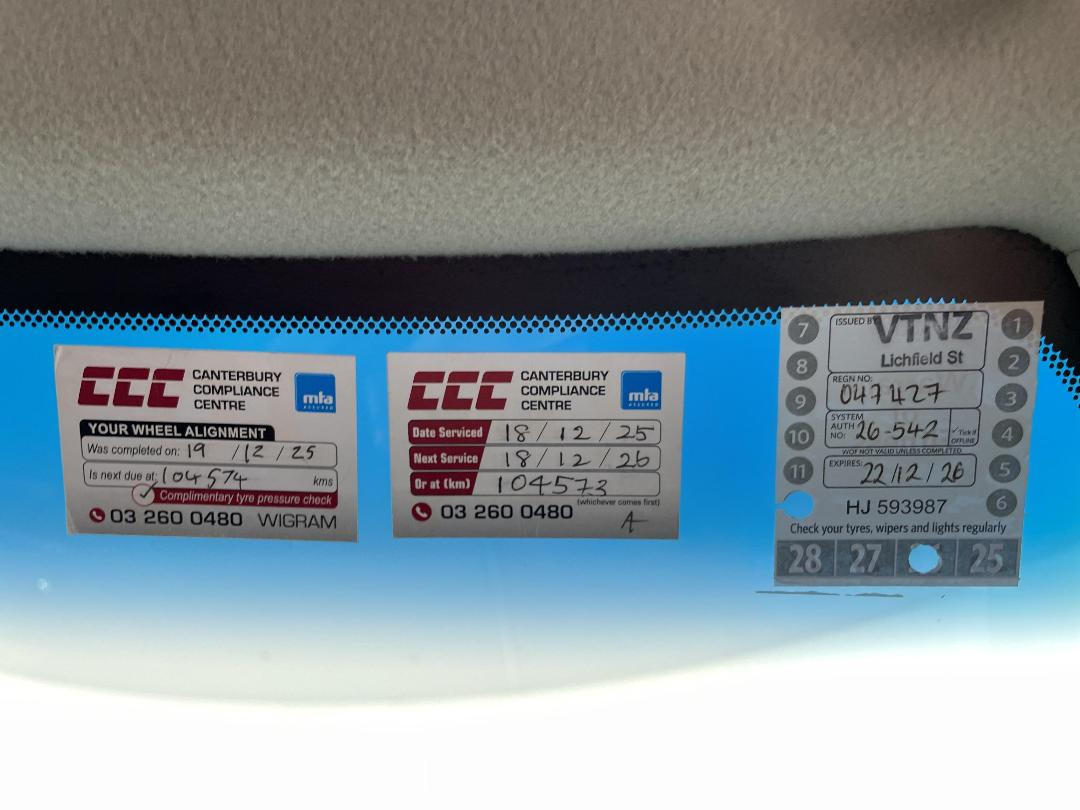 CCC CANTERBURY
COMPLIANCE
CENTRE
mta
ASSURED
YOUR WHEEL ALIGNMENT
Was completed on: 19 / 12 / 25
Is next due at: 104574 kms
Complimentary tyre pressure check
03 260 0480 WIGRAM
CCC CANTERBURY
COMPLIANCE
CENTRE
mta
ASSURED
Date Serviced 18 / 12 / 25
Next Service 18 / 12 / 26
Or at (km) 104573
(whichever comes first)
03 260 0480
A
ISSUED BY VTNZ
Lichfield St
REGN NO:
047427
SYSTEM
AUTH
NO: 26-542
Tick if
OFFLINE
WOF NOT VALID UNLESS COMPLETED
EXPIRES:
22/12/26
HJ 593987
Check your tyres, wipers and lights regularly
7
8
9
10
11
1
2
3
4
5
6
28 27 25